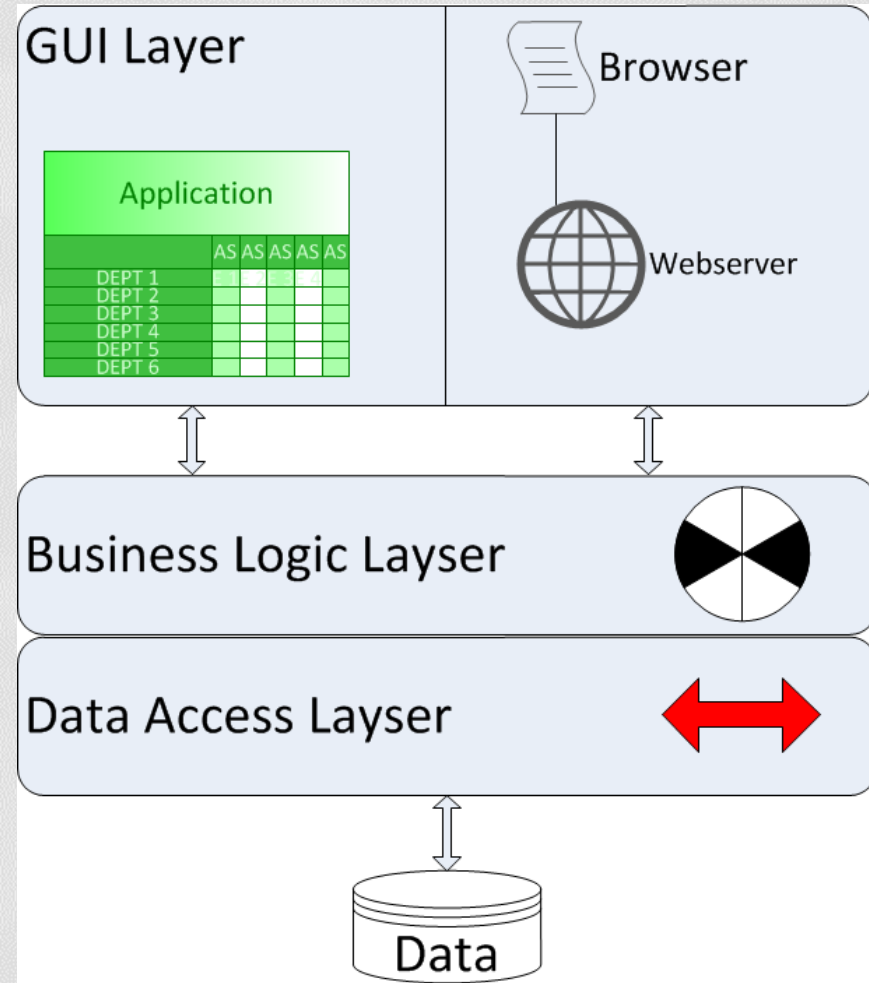 GUI Layer
Browser
Application
AS AS AS AS AS
DEPT 1
DEPT 2
DEPT 3
DEPT 4
DEPT 5
DEPT 6
Webserver
Business Logic Layser
Data Access Layser
Data